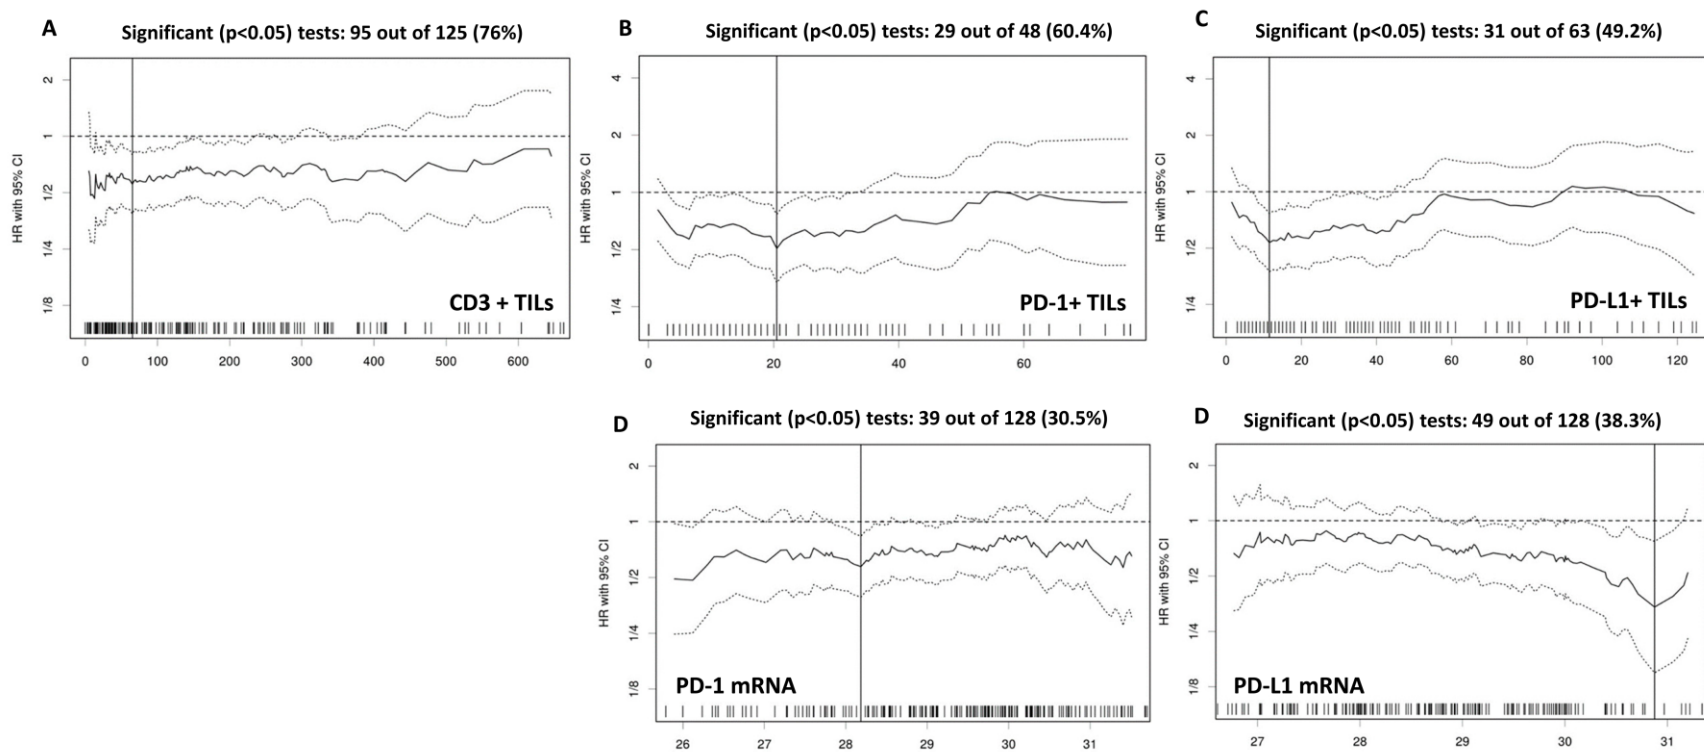 A
Significant (p<0.05) tests: 95 out of 125 (76%)
HR with 95% CI
2
1
1/2
1/4
1/8
CD3 + TILs
0 100 200 300 400 500 600
B
Significant (p<0.05) tests: 29 out of 48 (60.4%)
HR with 95% CI
4
2
1
1/2
1/4
PD-1+ TILs
0 20 40 60
C
Significant (p<0.05) tests: 31 out of 63 (49.2%)
HR with 95% CI
4
2
1
1/2
1/4
PD-L1+ TILs
0 20 40 60 80 100 120
D
Significant (p<0.05) tests: 39 out of 128 (30.5%)
HR with 95% CI
2
1
1/2
1/4
1/8
PD-1 mRNA
26 27 28 29 30 31
D
Significant (p<0.05) tests: 49 out of 128 (38.3%)
HR with 95% CI
2
1
1/2
1/4
1/8
PD-L1 mRNA
27 28 29 30 31